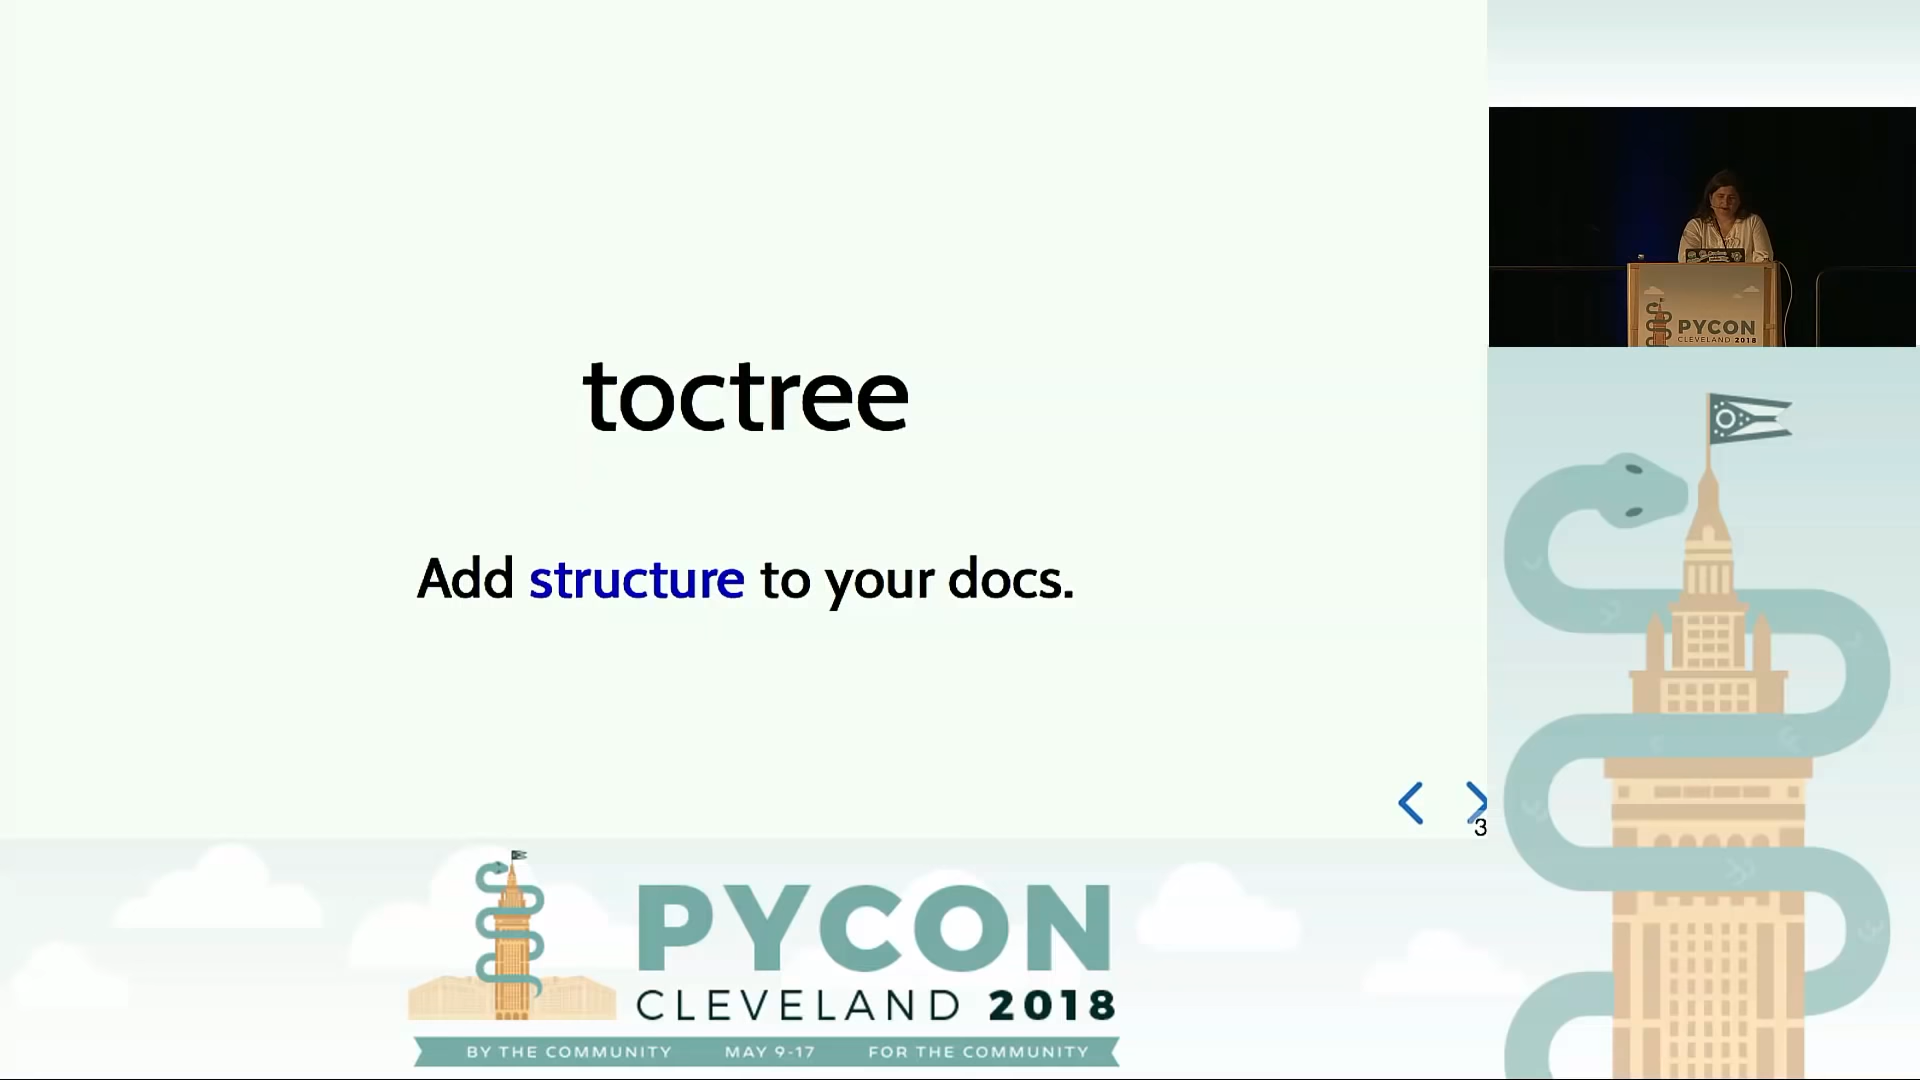 toctree
Add structure to your docs.
3
PYCON
CLEVELAND 2018
PYCON
CLEVELAND 2018
BY THE COMMUNITY MAY 9-17 FOR THE COMMUNITY